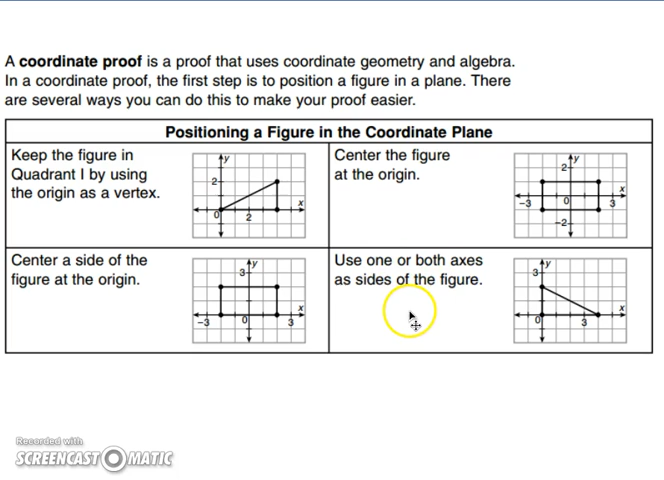 A coordinate proof is a proof that uses coordinate geometry and algebra.
In a coordinate proof, the first step is to position a figure in a plane. There
are several ways you can do this to make your proof easier.
Positioning a Figure in the Coordinate Plane
Keep the figure in
Quadrant I by using
the origin as a vertex.
y
2
x
0
2
Center the figure
at the origin.
y
2
x
−3
0
3
−2
Center a side of the
figure at the origin.
y
3
x
−3
0
3
Use one or both axes
as sides of the figure.
y
3
x
0
3
Recorded with
SCREENCAST O MATIC